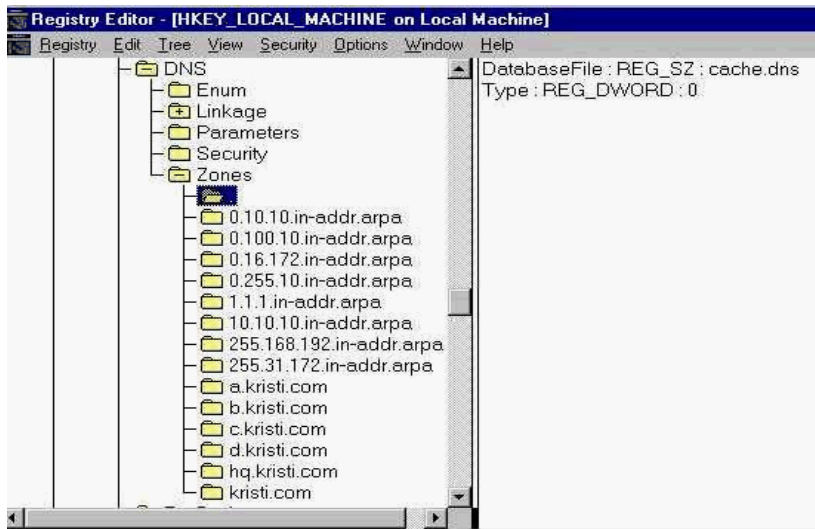 Registry Editor - [HKEY_LOCAL_MACHINE on Local Machine]
Registry Edit Tree View Security Options Window Help
DNS
Enum
Linkage
Parameters
Security
Zones
.
0.10.10.in-addr.arpa
0.100.10.in-addr.arpa
0.16.172.in-addr.arpa
0.255.10.in-addr.arpa
1.1.1.in-addr.arpa
10.10.10.in-addr.arpa
255.168.192.in-addr.arpa
255.31.172.in-addr.arpa
a.kristi.com
b.kristi.com
c.kristi.com
d.kristi.com
hq.kristi.com
kristi.com
DatabaseFile : REG_SZ : cache.dns
Type : REG_DWORD : 0